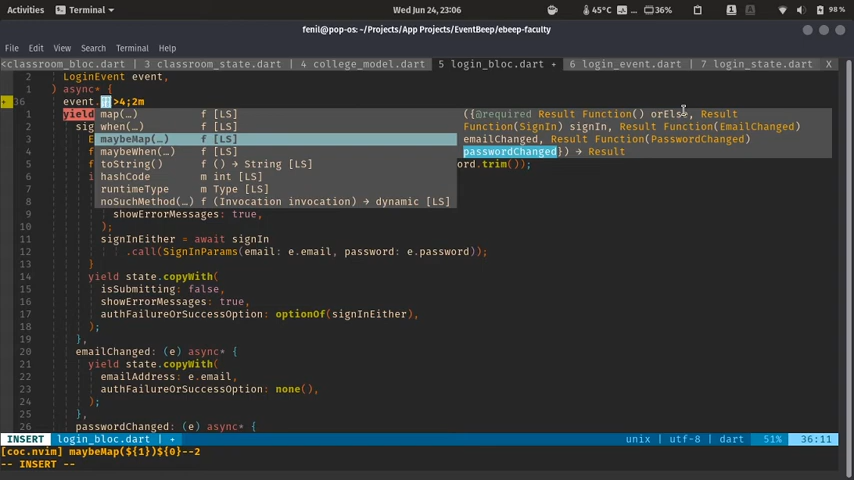 Terminal
Wed Jun 24, 23:06
45°C
36%
1
98 %
fenil@pop-os: ~/Projects/App Projects/EventBeep/ebeep-faculty
File Edit View Search Terminal Help
<classroom_bloc.dart 3 classroom_state.dart 4 college_model.dart 5 login_bloc.dart + 6 login_event.dart 7 login_state.dart X
2 LoginEvent event,
1 ) async* {
36 event. >4;2m
1 yield map(…) f [LS] ({@required Result Function() orElse, Result
2 sig when(…) f [LS] Function(SignIn) signIn, Result Function(EmailChanged)
3 E maybeMap(…) f [LS] emailChanged, Result Function(PasswordChanged)
4 f maybeWhen(…) f [LS] passwordChanged}) → Result
5 f toString() f () → String [LS] ord.trim());
6 i hashCode m int [LS]
7 runtimeType m Type [LS]
8 noSuchMethod(…) f (Invocation invocation) → dynamic [LS]
9 showErrorMessages: true,
10 );
11 signInEither = await signIn
12 .call(SignInParams(email: e.email, password: e.password));
13 }
14 yield state.copyWith(
15 isSubmitting: false,
16 showErrorMessages: true,
17 authFailureOrSuccessOption: optionOf(signInEither),
18 );
19 },
20 emailChanged: (e) async* {
21 yield state.copyWith(
22 emailAddress: e.email,
23 authFailureOrSuccessOption: none(),
24 );
25 },
26 passwordChanged: (e) async* {
INSERT login_bloc.dart | + unix | utf-8 | dart 51% 36:11
[coc.nvim] maybeMap(${1})${0}--2
-- INSERT --